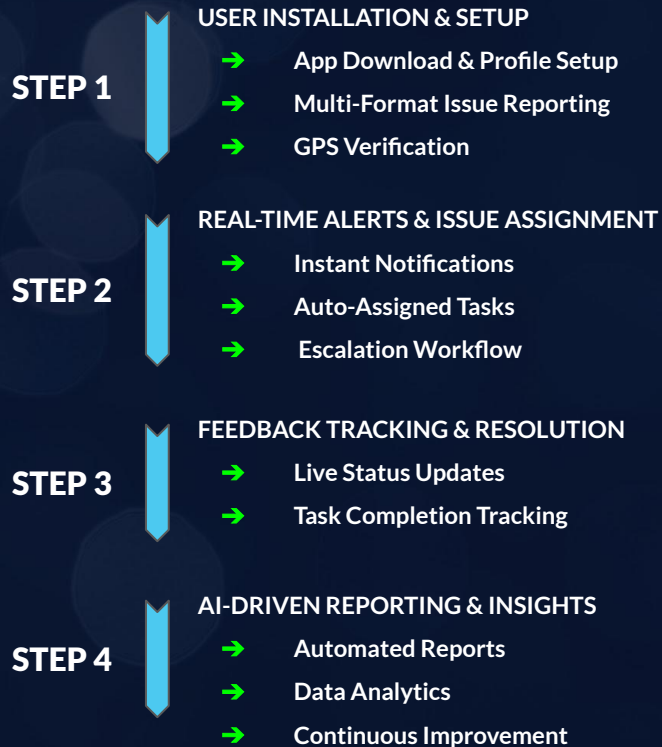 USER INSTALLATION & SETUP
STEP 1
➔ App Download & Profile Setup
➔ Multi-Format Issue Reporting
➔ GPS Verification
REAL-TIME ALERTS & ISSUE ASSIGNMENT
STEP 2
➔ Instant Notifications
➔ Auto-Assigned Tasks
➔ Escalation Workflow
FEEDBACK TRACKING & RESOLUTION
STEP 3
➔ Live Status Updates
➔ Task Completion Tracking
AI-DRIVEN REPORTING & INSIGHTS
STEP 4
➔ Automated Reports
➔ Data Analytics
➔ Continuous Improvement